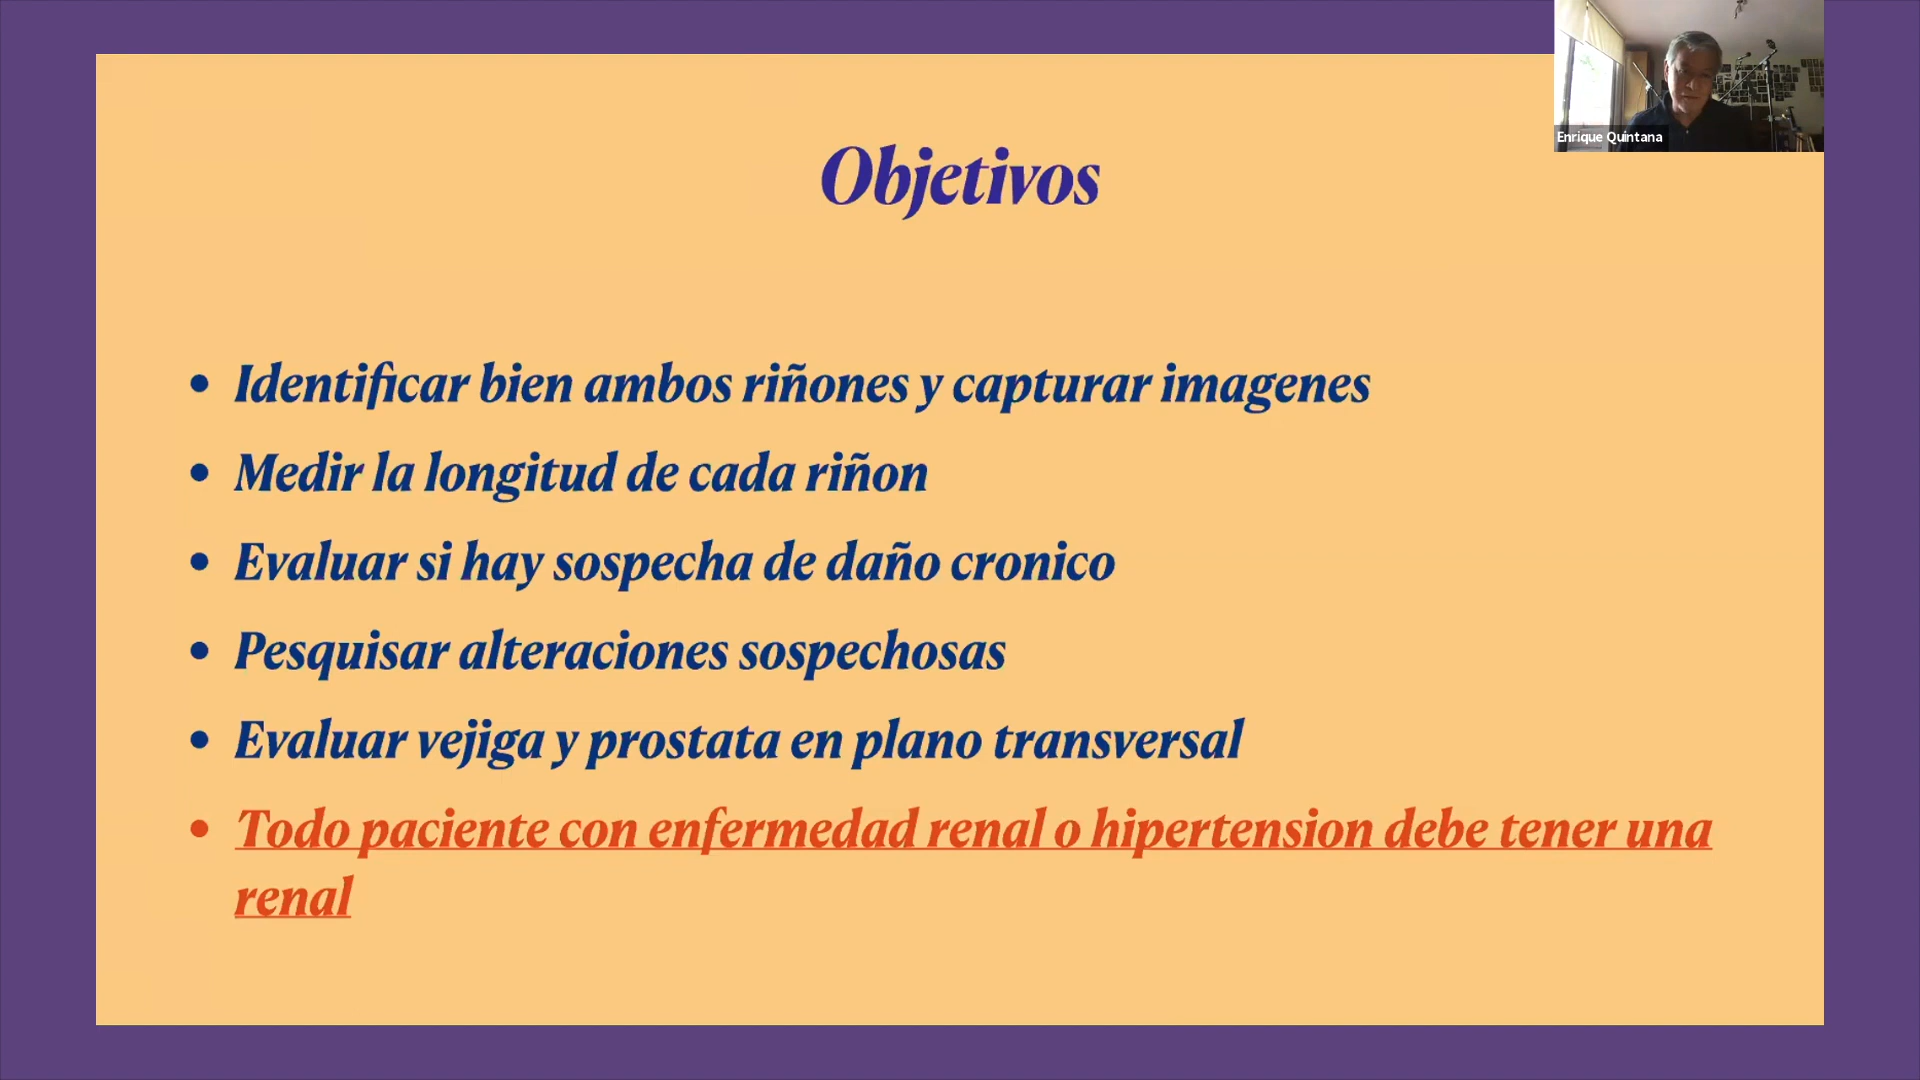 Enrique Quintana
Objetivos
• Identificar bien ambos riñones y capturar imagenes
• Medir la longitud de cada riñon
• Evaluar si hay sospecha de daño cronico
• Pesquisar alteraciones sospechosas
• Evaluar vejiga y prostata en plano transversal
• Todo paciente con enfermedad renal o hipertension debe tener una
renal